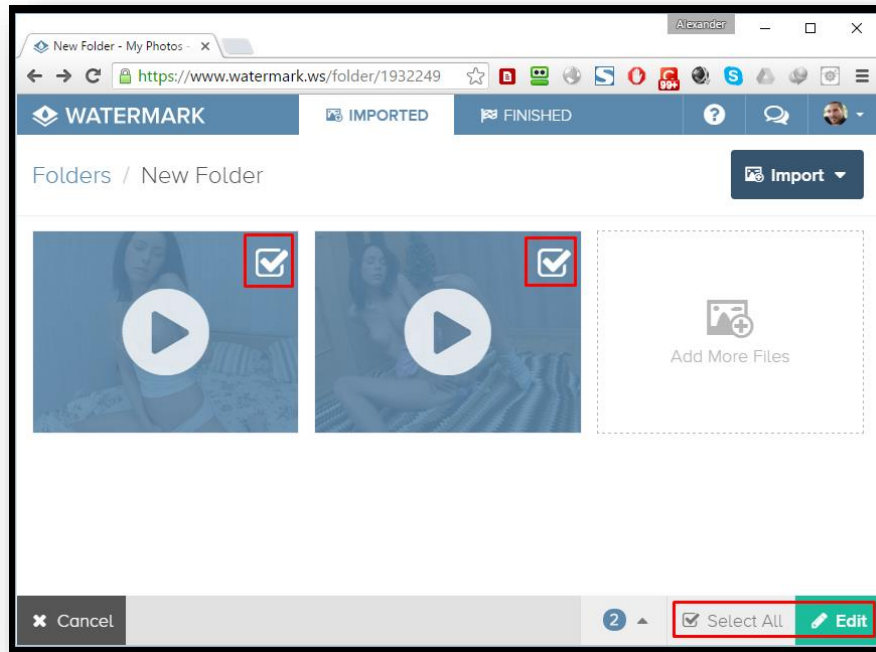 Alexander
New Folder - My Photos -
https://www.watermark.ws/folder/1932249
99+
WATERMARK
IMPORTED
FINISHED
Folders / New Folder
Import
Add More Files
Cancel
2
Select All
Edit